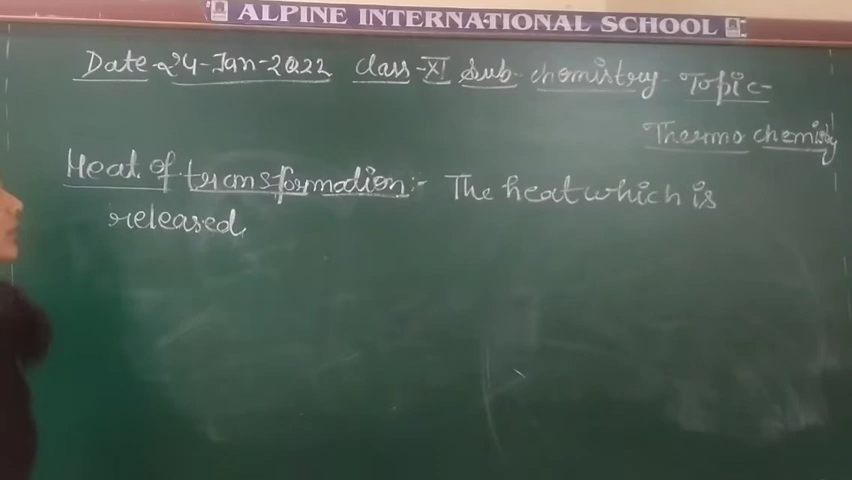 ALPINE INTERNATIONAL SCHOOL
Date-24-Jan-2022 Class-XI Sub-chemistry-Topic-
Thermo chemistry
Heat of transformation:- The heat which is
released